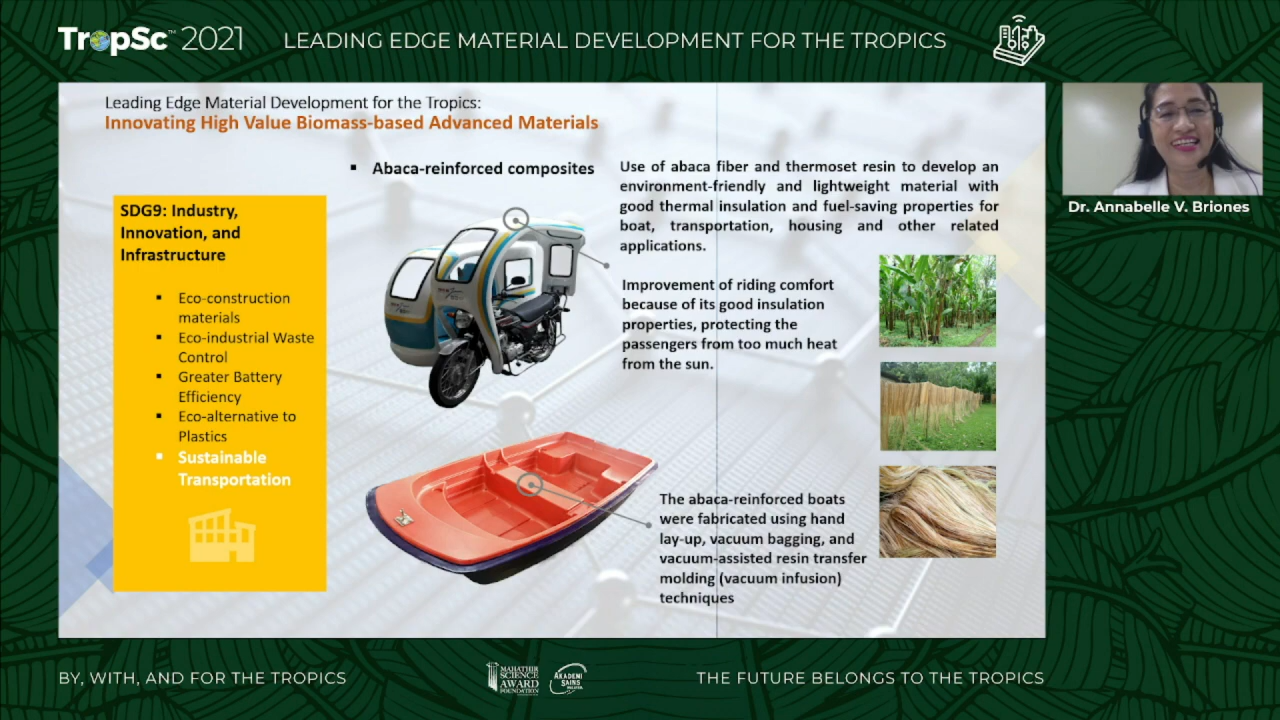 TropSc™ 2021
LEADING EDGE MATERIAL DEVELOPMENT FOR THE TROPICS
Leading Edge Material Development for the Tropics:
Innovating High Value Biomass-based Advanced Materials
SDG9: Industry,
Innovation, and
Infrastructure
▪ Eco-construction
materials
▪ Eco-industrial Waste
Control
▪ Greater Battery
Efficiency
▪ Eco-alternative to
Plastics
▪ Sustainable
Transportation
▪ Abaca-reinforced composites
Use of abaca fiber and thermoset resin to develop an
environment-friendly and lightweight material with
good thermal insulation and fuel-saving properties for
boat, transportation, housing and other related
applications.
Improvement of riding comfort
because of its good insulation
properties, protecting the
passengers from too much heat
from the sun.
The abaca-reinforced boats
were fabricated using hand
lay-up, vacuum bagging, and
vacuum-assisted resin transfer
molding (vacuum infusion)
techniques
Dr. Annabelle V. Briones
BY, WITH, AND FOR THE TROPICS
MAHATHIR
SCIENCE
AWARD
FOUNDATION
AKADEMI
SAINS
THE FUTURE BELONGS TO THE TROPICS